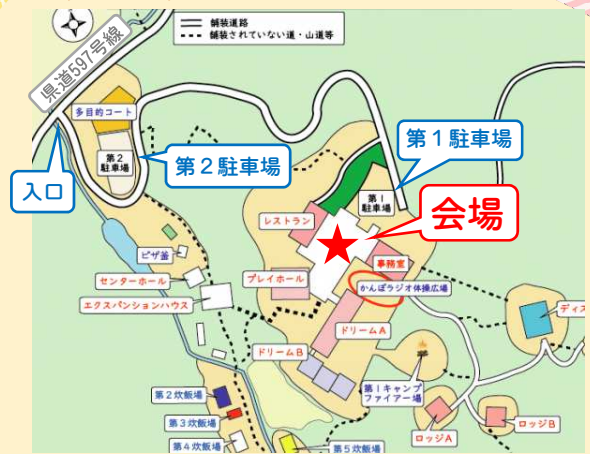 舗装道路
舗装されていない道・山道等
県道597号線
多目的コート
第2
駐車場
第２駐車場
第１駐車場
入口
会場
レストラン
第1
駐車場
事務室
かんぽラジオ体操広場
ピザ釜
センターホール
プレイホール
エクスパンションハウス
ドリームA
ドリームB
ディス
第1キャンプ
ファイアー場
第2炊飯場
第3炊飯場
第4炊飯場
第5炊飯場
ロッジA
ロッジB